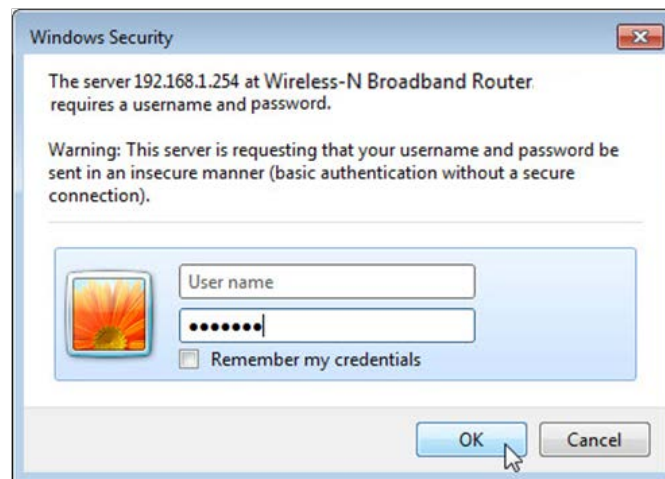 Windows Security
The server 192.168.1.254 at Wireless-N Broadband Router
requires a username and password.
Warning: This server is requesting that your username and password be
sent in an insecure manner (basic authentication without a secure
connection).
User name
•••••••
Remember my credentials
OK
Cancel